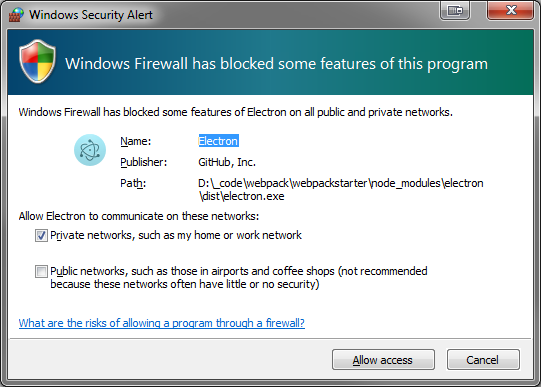 Windows Security Alert
Windows Firewall has blocked some features of this program
Windows Firewall has blocked some features of Electron on all public and private networks.
Name: Electron
Publisher: GitHub, Inc.
Path: D:\_code\webpack\webpackstarter\node_modules\electron
\dist\electron.exe
Allow Electron to communicate on these networks:
Private networks, such as my home or work network
Public networks, such as those in airports and coffee shops (not recommended
because these networks often have little or no security)
What are the risks of allowing a program through a firewall?
Allow access Cancel